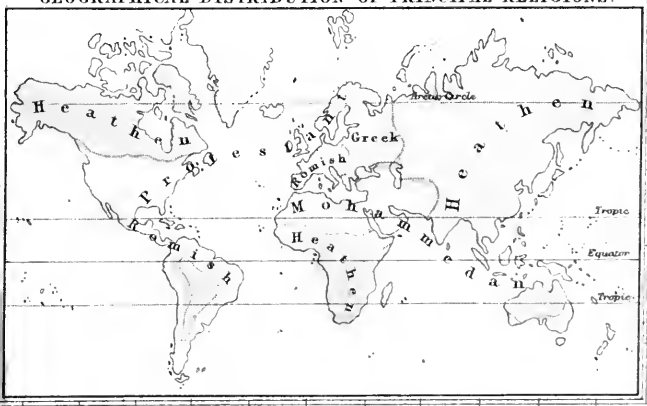 GEOGRAPHICAL DISTRIBUTION OF PRINCIPAL RELIGIONS.
Heathen
Arctic Circle
Heathen
Protestant
Greek
Romish
Mohammedan
Tropic
Romish
Heathen
Equator
Tropic